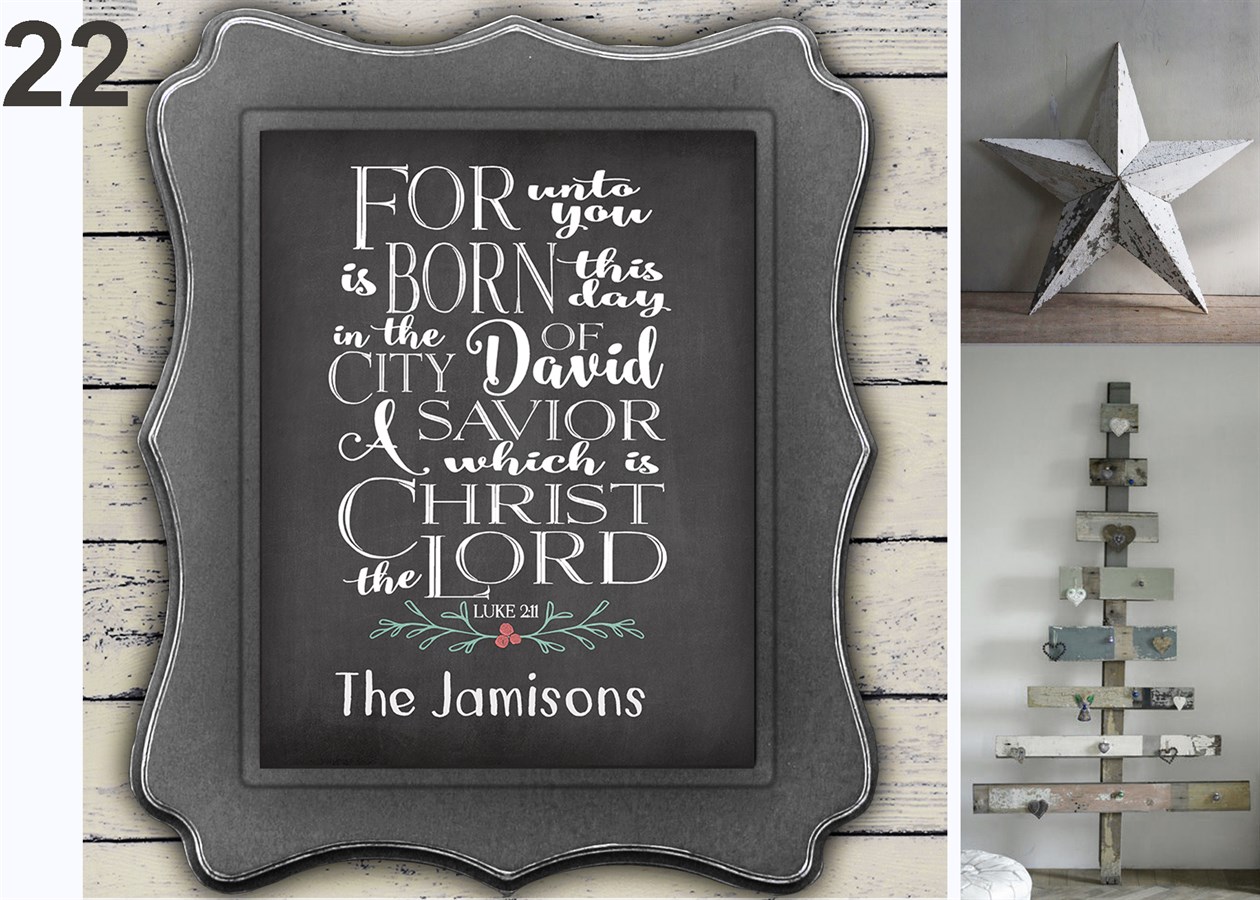 22
FOR unto you
is BORN this day
in the CITY OF David
A SAVIOR
which is
CHRIST
the LORD
LUKE 2:11
The Jamisons